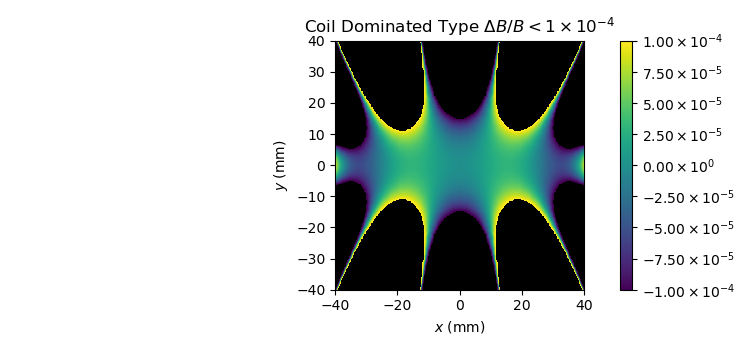 Coil Dominated Type ΔB/B < 1 × 10⁻⁴
40
30
20
10
0
−10
−20
−30
−40
y (mm)
−40
−20
0
20
40
x (mm)
1.00 × 10⁻⁴
7.50 × 10⁻⁵
5.00 × 10⁻⁵
2.50 × 10⁻⁵
0.00 × 10⁰
−2.50 × 10⁻⁵
−5.00 × 10⁻⁵
−7.50 × 10⁻⁵
−1.00 × 10⁻⁴